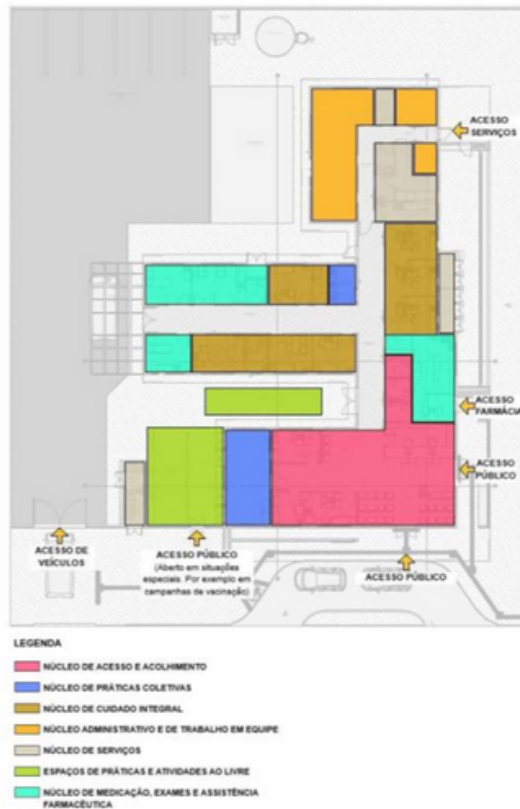 ACESSO
SERVIÇOS
ACESSO
FARMÁCIA
ACESSO
PÚBLICO
ACESSO DE
VEÍCULOS
ACESSO PÚBLICO
(Aberto em situações
especiais. Por exemplo em
campanhas de vacinação)
ACESSO PÚBLICO
LEGENDA
NÚCLEO DE ACESSO E ACOLHIMENTO
NÚCLEO DE PRÁTICAS COLETIVAS
NÚCLEO DE CUIDADO INTEGRAL
NÚCLEO ADMINISTRATIVO E DE TRABALHO EM EQUIPE
NÚCLEO DE SERVIÇOS
ESPAÇOS DE PRÁTICAS E ATIVIDADES AO LIVRE
NÚCLEO DE MEDICAÇÃO, EXAMES E ASSISTÊNCIA
FARMACÊUTICA